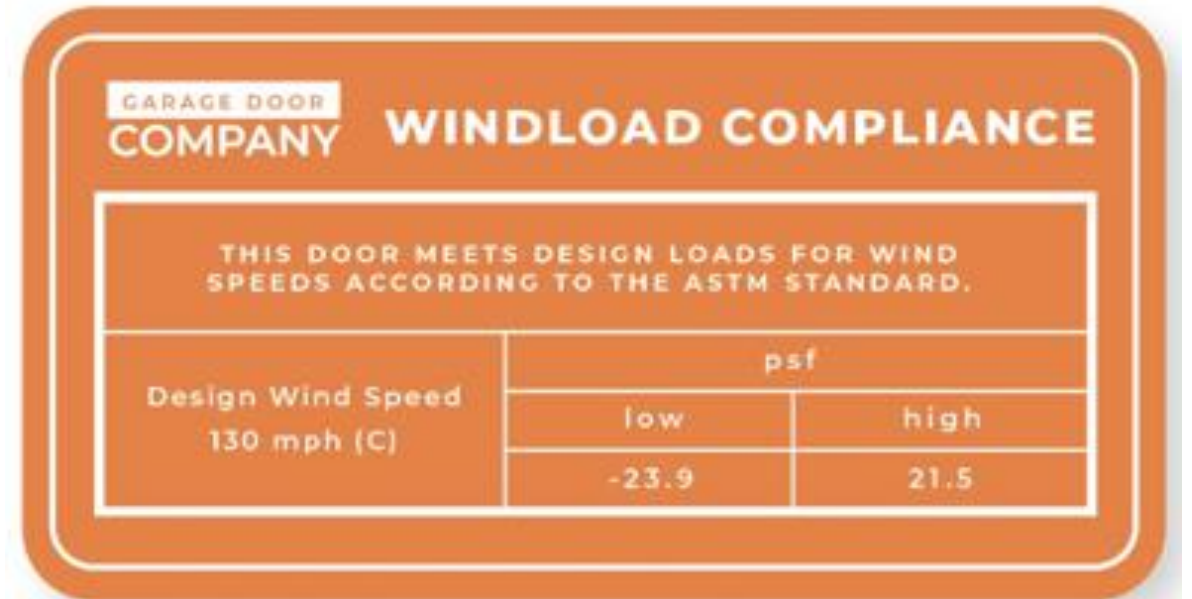 GARAGE DOOR
COMPANY
WINDLOAD COMPLIANCE
THIS DOOR MEETS DESIGN LOADS FOR WIND
SPEEDS ACCORDING TO THE ASTM STANDARD.
Design Wind Speed
130 mph (C)
psf
low
high
-23.9
21.5